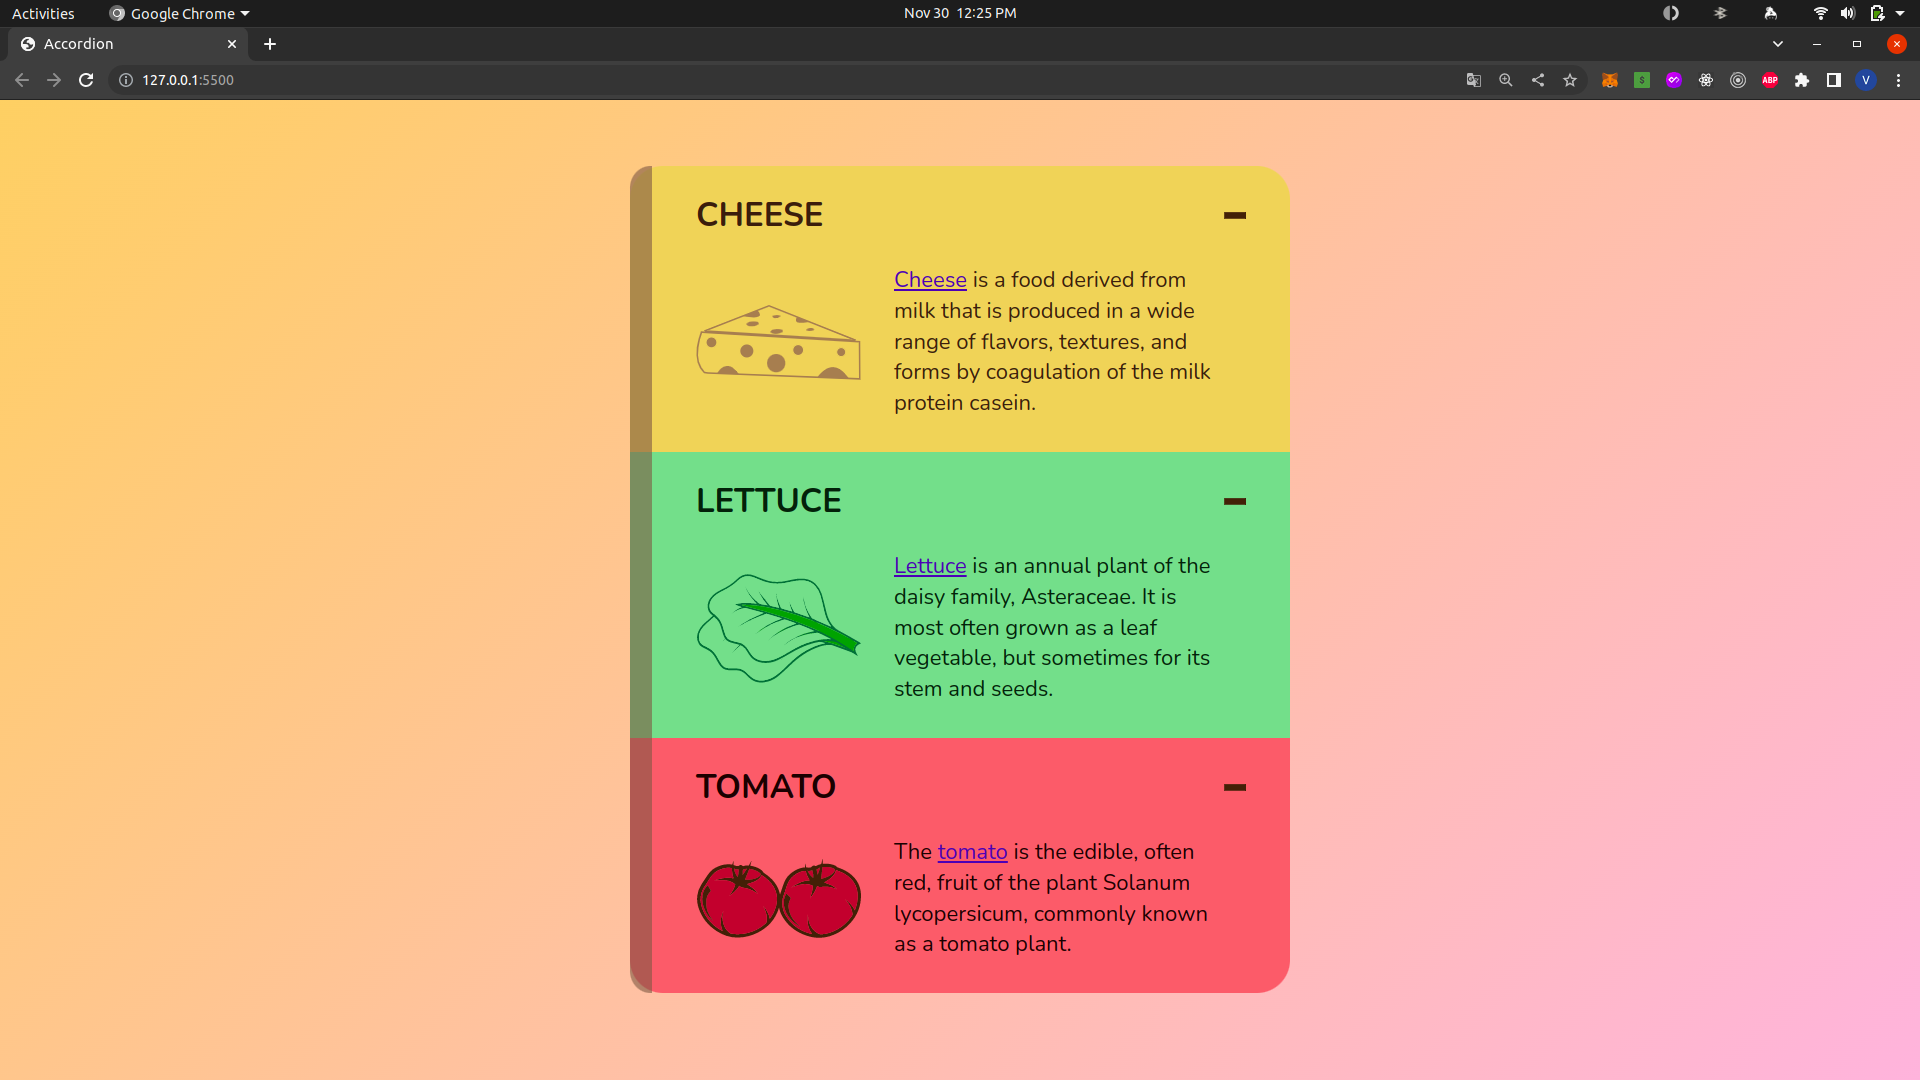 Activities
Google Chrome
Nov 30 12:25 PM
Accordion
127.0.0.1:5500
$
ABP
V
CHEESE
Cheese is a food derived from
milk that is produced in a wide
range of flavors, textures, and
forms by coagulation of the milk
protein casein.
LETTUCE
Lettuce is an annual plant of the
daisy family, Asteraceae. It is
most often grown as a leaf
vegetable, but sometimes for its
stem and seeds.
TOMATO
The tomato is the edible, often
red, fruit of the plant Solanum
lycopersicum, commonly known
as a tomato plant.